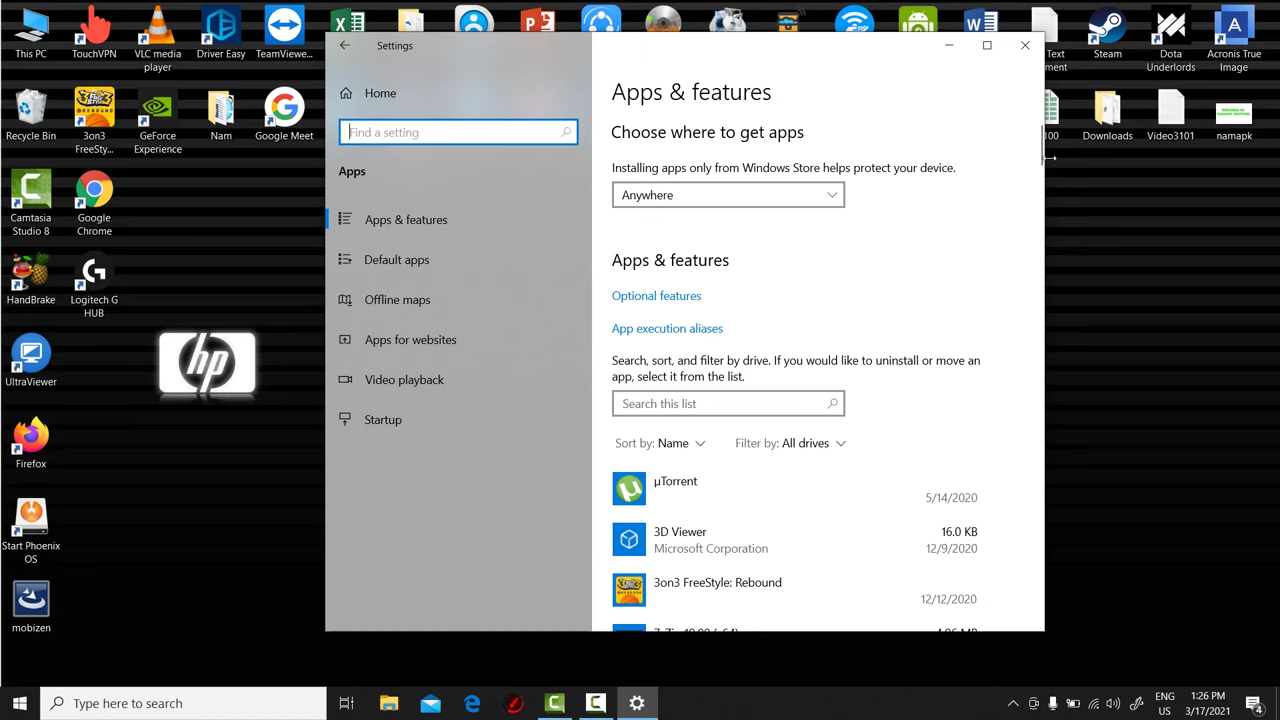 This PC
TouchVPN
VLC media
player
Driver Easy
TeamViewe...
Text
ument
Steam
Dota
Underlords
Acronis True
Image
Recycle Bin
3on3
FreeSty...
GeForce
Experience
Nam
Google Meet
Downloads
Video3101
namapk
Camtasia
Studio 8
Google
Chrome
HandBrake
Logitech G
HUB
UltraViewer
hp
Firefox
Start Phoenix
OS
mobizen
Settings
Home
Find a setting
Apps
Apps & features
Default apps
Offline maps
Apps for websites
Video playback
Startup
Apps & features
Choose where to get apps
Installing apps only from Windows Store helps protect your device.
Anywhere
Apps & features
Optional features
App execution aliases
Search, sort, and filter by drive. If you would like to uninstall or move an
app, select it from the list.
Search this list
Sort by: Name
Filter by: All drives
µTorrent
5/14/2020
3D Viewer
16.0 KB
Microsoft Corporation
12/9/2020
3on3 FreeStyle: Rebound
12/12/2020
Type here to search
ENG
US
1:26 PM
3/17/2021
4